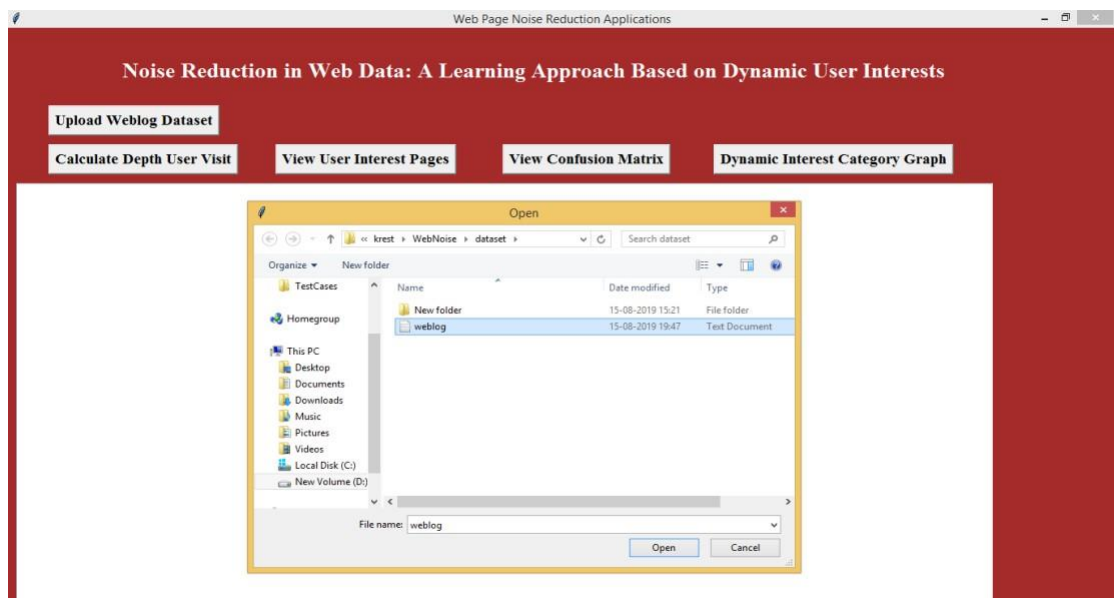 Web Page Noise Reduction Applications
Noise Reduction in Web Data: A Learning Approach Based on Dynamic User Interests
Upload Weblog Dataset
Calculate Depth User Visit View User Interest Pages View Confusion Matrix Dynamic Interest Category Graph
Open
« krest › WebNoise › dataset › Search dataset
Organize New folder
TestCases Name Date modified Type
New folder 15-08-2019 15:21 File folder
Homegroup weblog 15-08-2019 19:47 Text Document
This PC
Desktop
Documents
Downloads
Music
Pictures
Videos
Local Disk (C:)
New Volume (D:)
File name: weblog
Open Cancel